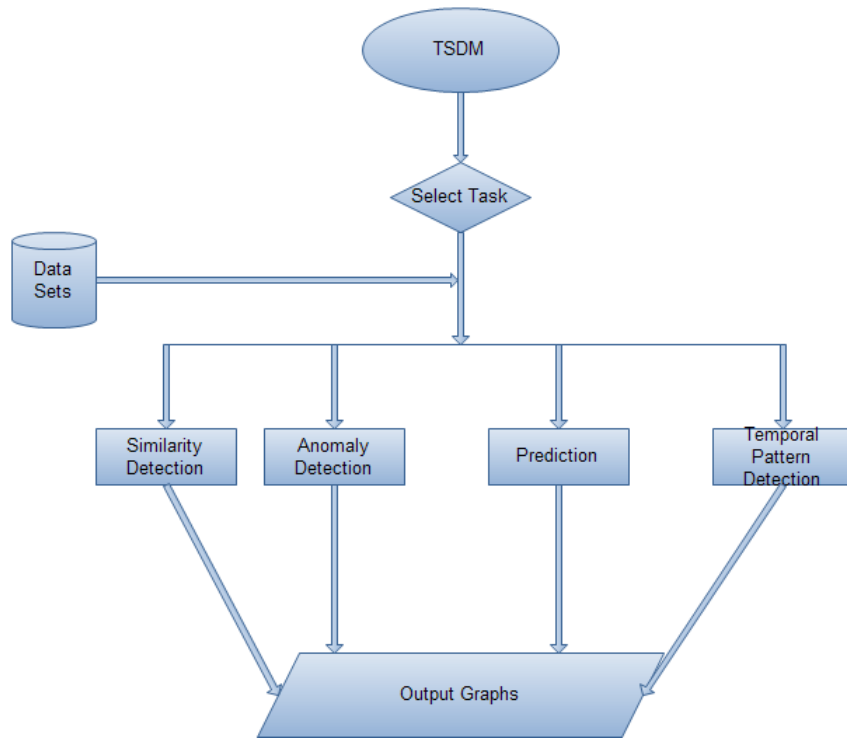 TSDM
Select Task
Data
Sets
Similarity
Detection
Anomaly
Detection
Prediction
Temporal
Pattern
Detection
Output Graphs